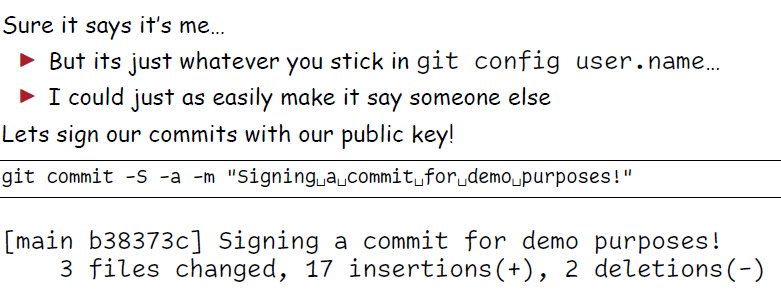 Sure it says it's me…
► But its just whatever you stick in git config user.name…
► I could just as easily make it say someone else
Lets sign our commits with our public key!
git commit -S -a -m "Signing␣a␣commit␣for␣demo␣purposes!"
[main b38373c] Signing a commit for demo purposes!
3 files changed, 17 insertions(+), 2 deletions(-)